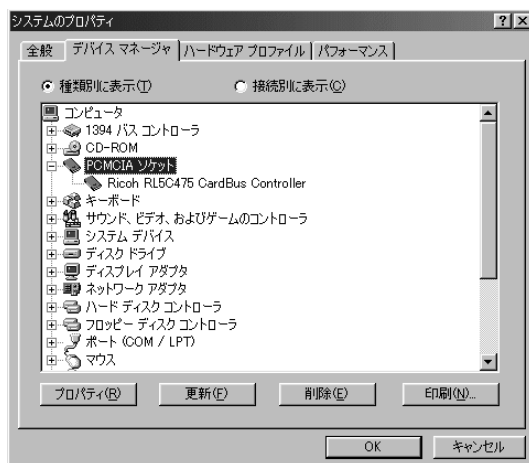 システムのプロパティ
全般 デバイス マネージャ ハードウェア プロファイル パフォーマンス
種類別に表示(T) 接続別に表示(C)
コンピュータ
1394 バス コントローラ
CD-ROM
PCMCIA ソケット
Ricoh RL5C475 CardBus Controller
キーボード
サウンド、ビデオ、およびゲームのコントローラ
システム デバイス
ディスク ドライブ
ディスプレイ アダプタ
ネットワーク アダプタ
ハード ディスク コントローラ
フロッピー ディスク コントローラ
ポート (COM / LPT)
マウス
プロパティ(R) 更新(F) 削除(E) 印刷(N)...
OK キャンセル